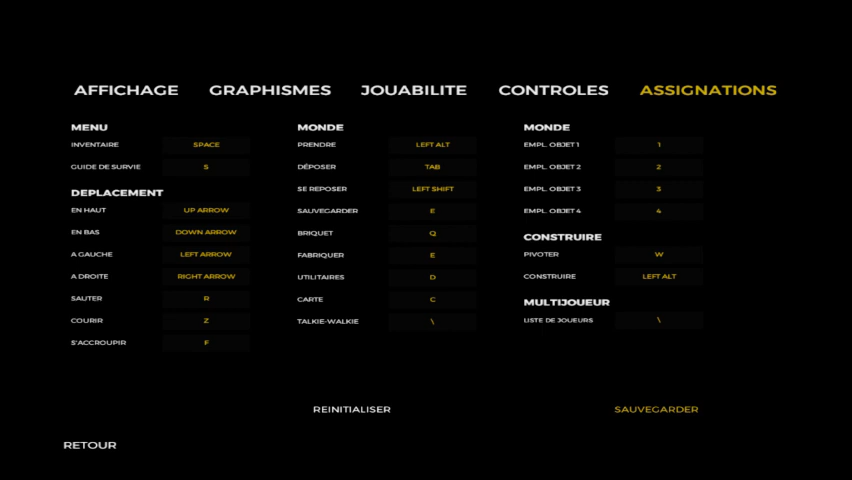 AFFICHAGE GRAPHISMES JOUABILITE CONTROLES ASSIGNATIONS
MENU
INVENTAIRE SPACE
GUIDE DE SURVIE S
DEPLACEMENT
EN HAUT UP ARROW
EN BAS DOWN ARROW
A GAUCHE LEFT ARROW
A DROITE RIGHT ARROW
SAUTER R
COURIR Z
S'ACCROUPIR F
MONDE
PRENDRE LEFT ALT
DÉPOSER TAB
SE REPOSER LEFT SHIFT
SAUVEGARDER E
BRIQUET Q
FABRIQUER E
UTILITAIRES D
CARTE C
TALKIE-WALKIE \
MONDE
EMPL. OBJET 1 1
EMPL. OBJET 2 2
EMPL. OBJET 3 3
EMPL. OBJET 4 4
CONSTRUIRE
PIVOTER W
CONSTRUIRE LEFT ALT
MULTIJOUEUR
LISTE DE JOUEURS \
REINITIALISER SAUVEGARDER
RETOUR